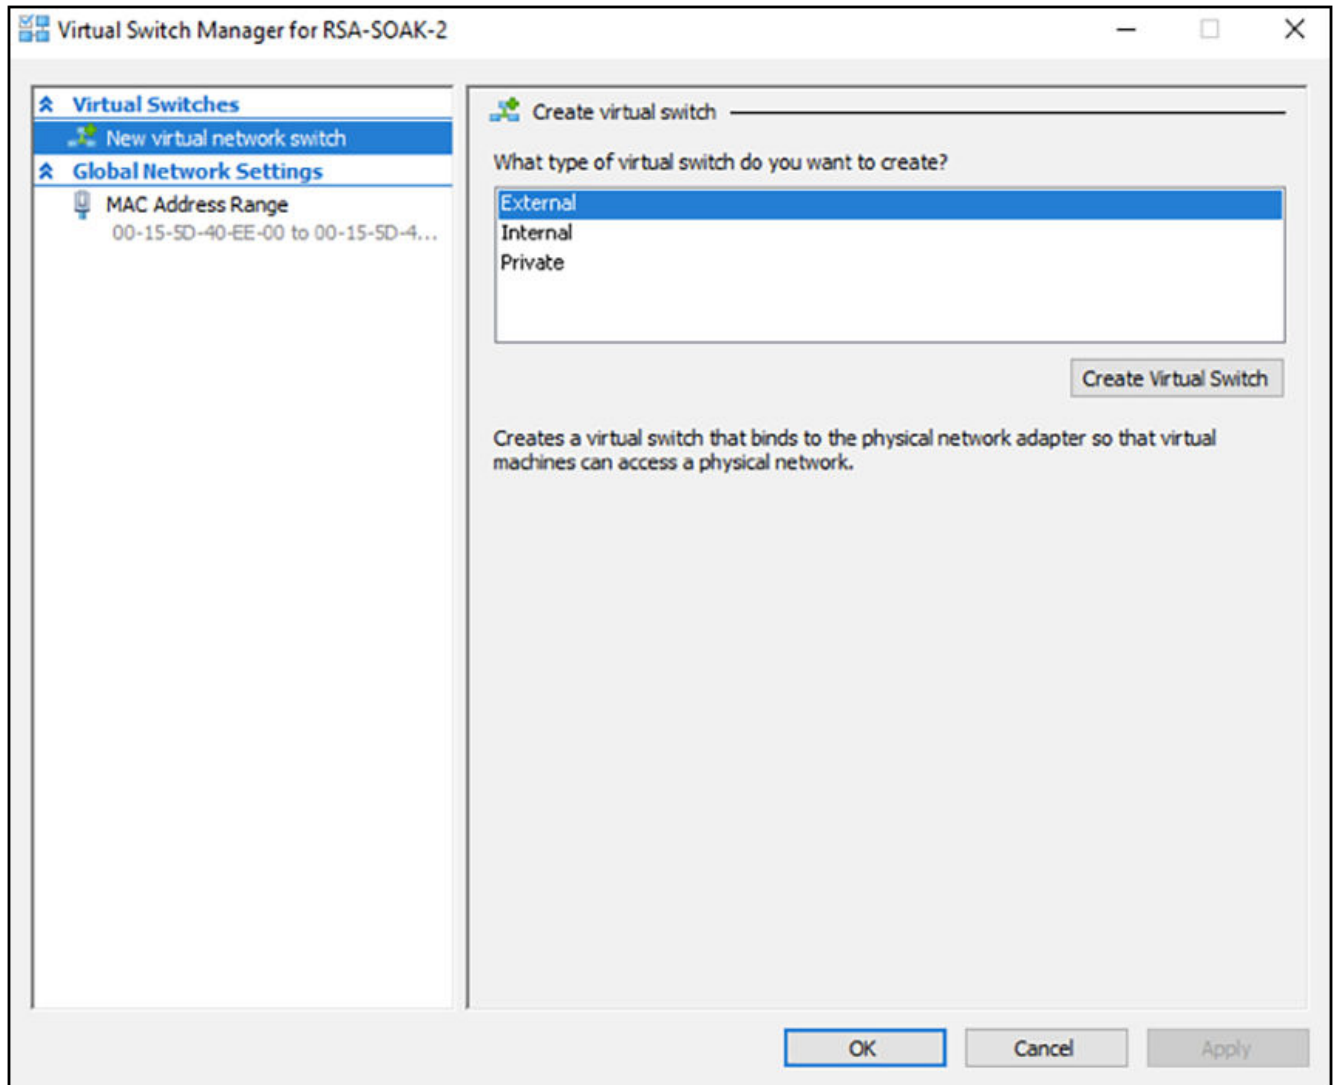 Virtual Switch Manager for RSA-SOAK-2
Virtual Switches
New virtual network switch
Global Network Settings
MAC Address Range
00-15-5D-40-EE-00 to 00-15-5D-4...
Create virtual switch
What type of virtual switch do you want to create?
External
Internal
Private
Create Virtual Switch
Creates a virtual switch that binds to the physical network adapter so that virtual
machines can access a physical network.
OK
Cancel
Apply